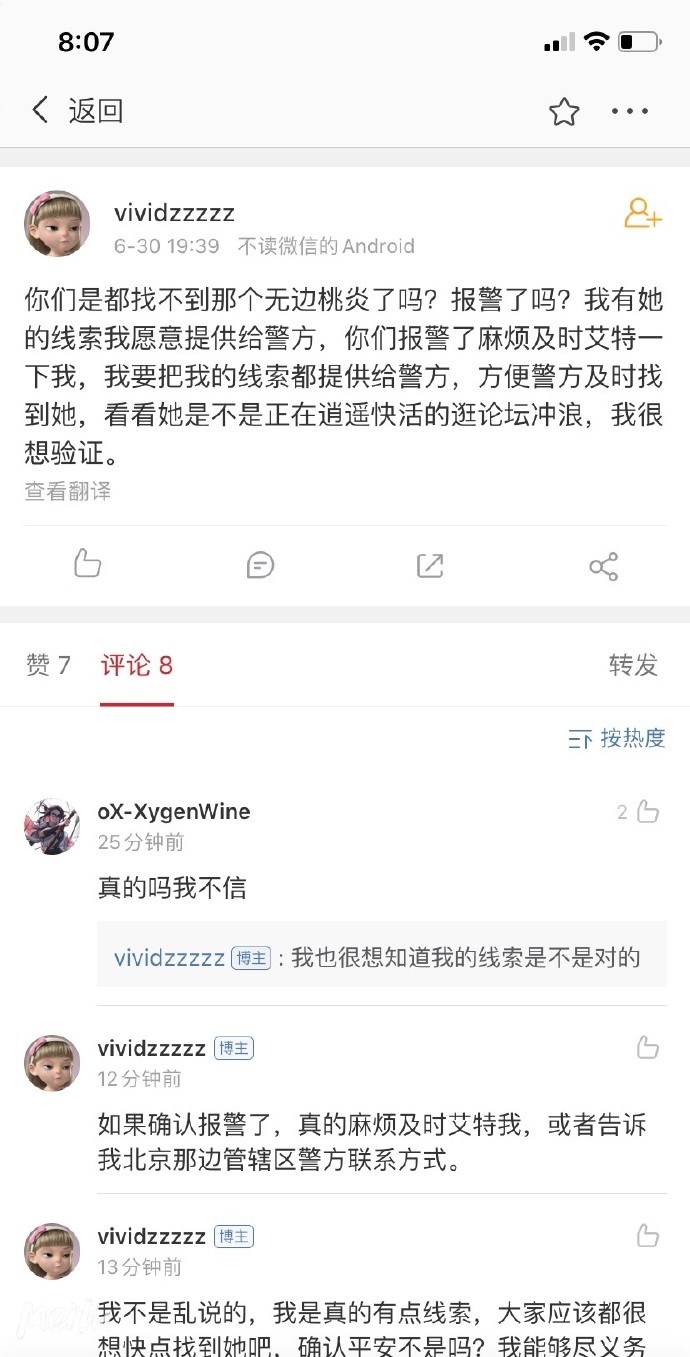 8:07
返回
vividzzzzz
6-30 19:39 不读微信的Android
你们是都找不到那个无边桃炎了吗？报警了吗？我有她
的线索我愿意提供给警方，你们报警了麻烦及时艾特一
下我，我要把我的线索都提供给警方，方便警方及时找
到她，看看她是不是正在逍遥快活的逛论坛冲浪，我很
想验证。
查看翻译
赞 7 评论 8 转发
按热度
oX-XygenWine 2
25分钟前
真的吗我不信
vividzzzzz 博主 : 我也很想知道我的线索是不是对的
vividzzzzz 博主
12分钟前
如果确认报警了，真的麻烦及时艾特我，或者告诉
我北京那边管辖区警方联系方式。
vividzzzzz 博主
13分钟前
我不是乱说的，我是真的有点线索，大家应该都很
想快点找到她吧，确认平安不是吗？我能够尽义务